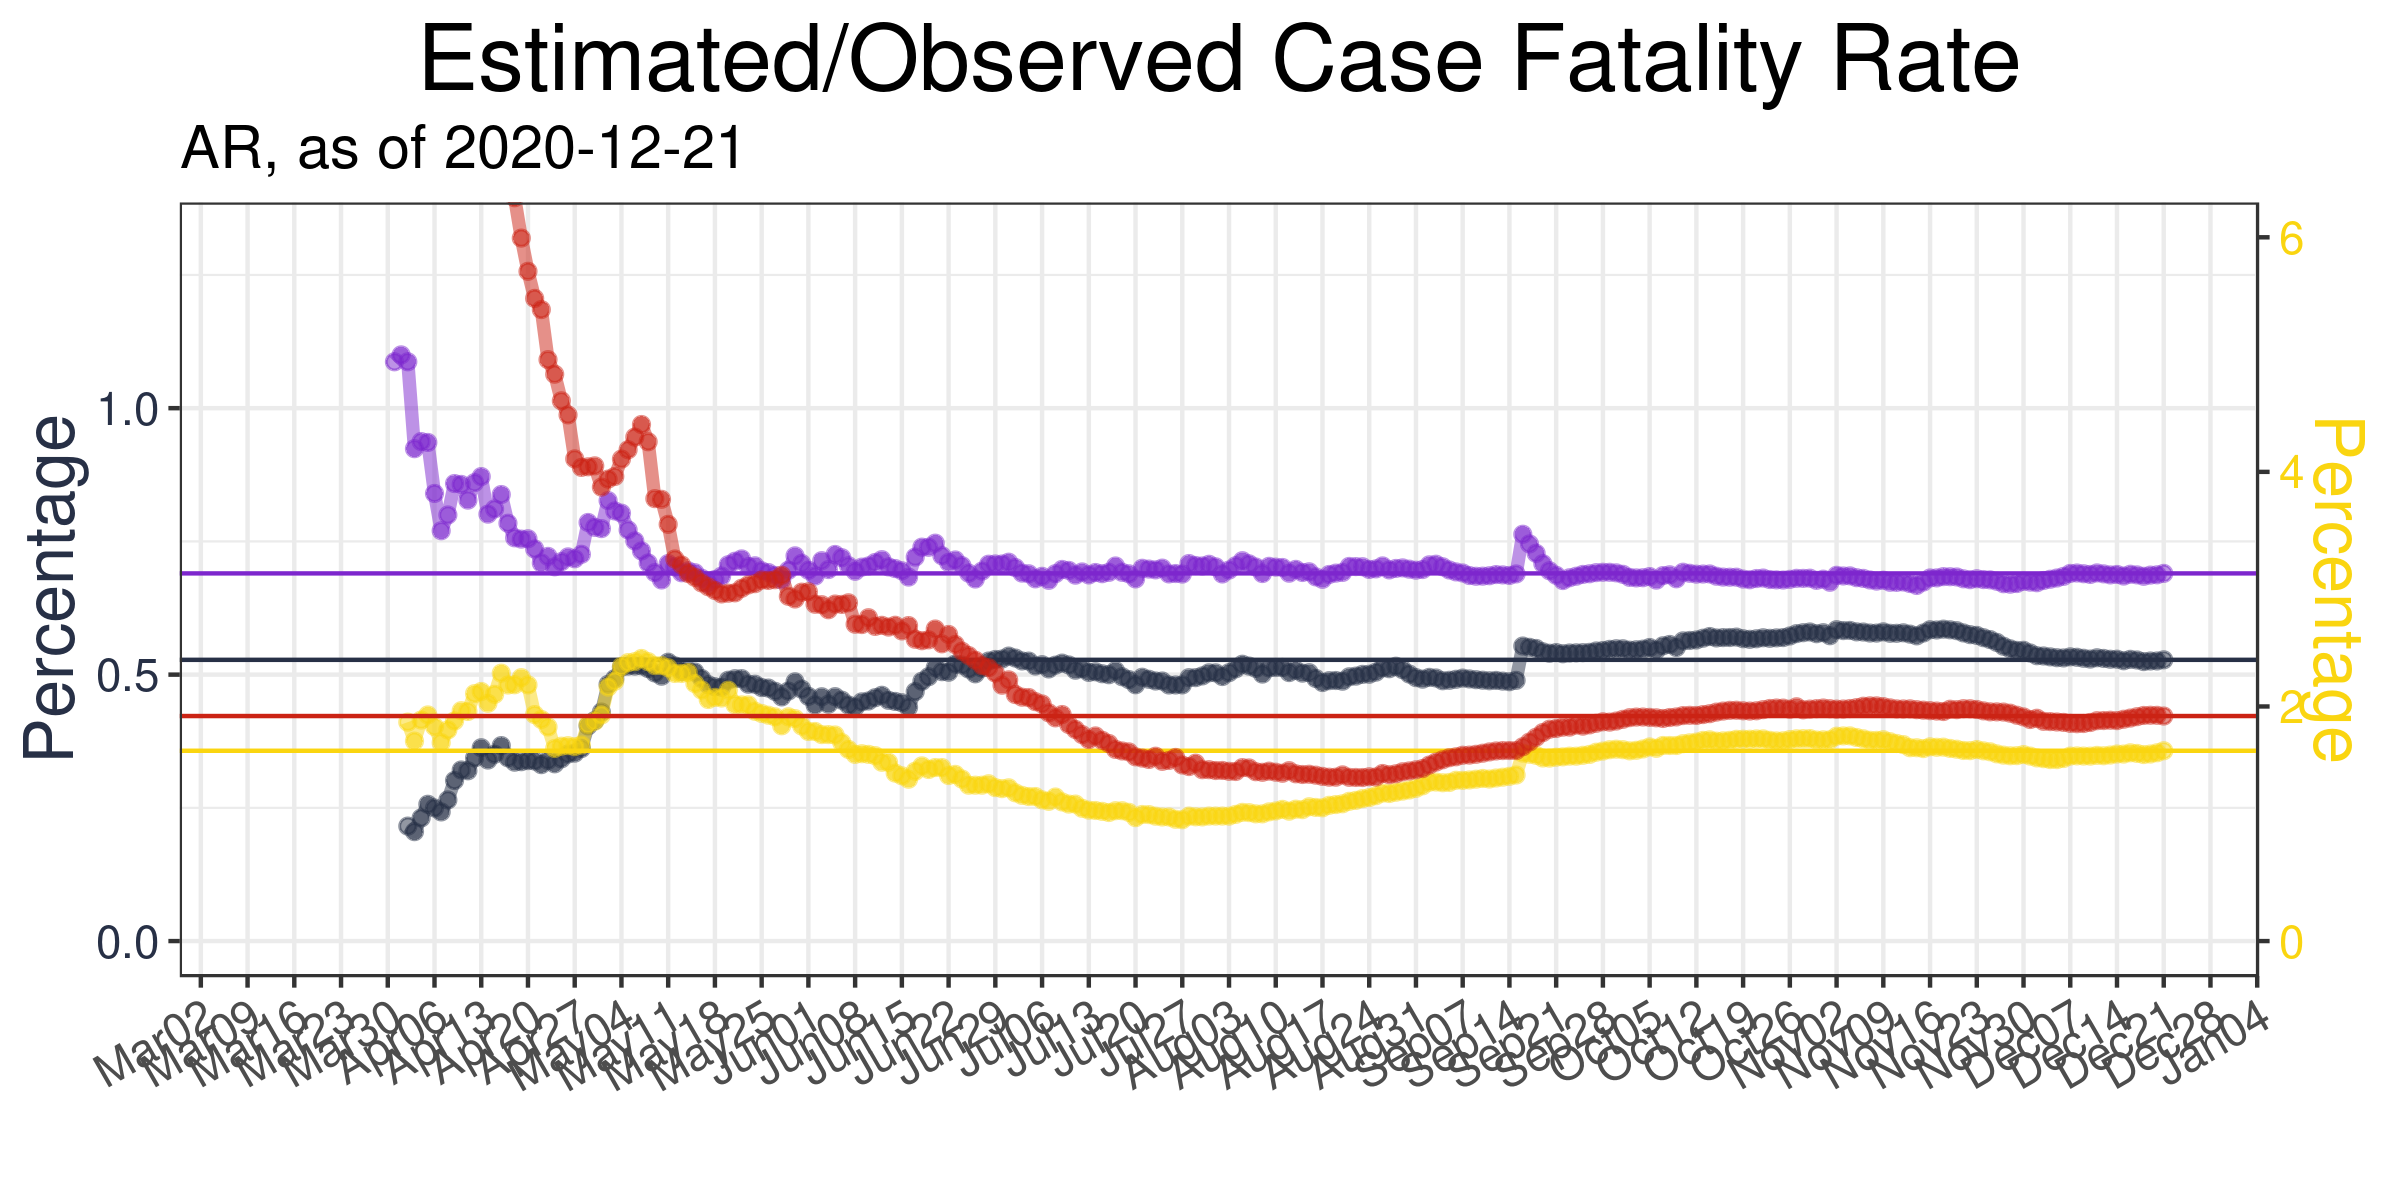 Estimated/Observed Case Fatality Rate
AR, as of 2020-12-21
Percentage
1.0
0.5
0.0
6
4
2
0
Percentage
Mar02
Mar09
Mar16
Mar23
Mar30
Apr06
Apr13
Apr20
Apr27
May04
May11
May18
May25
Jun01
Jun08
Jun15
Jun22
Jun29
Jul06
Jul13
Jul20
Jul27
Aug03
Aug10
Aug17
Aug24
Aug31
Sep07
Sep14
Sep21
Sep28
Oct05
Oct12
Oct19
Oct26
Nov02
Nov09
Nov16
Nov23
Nov30
Dec07
Dec14
Dec21
Dec28
Jan04